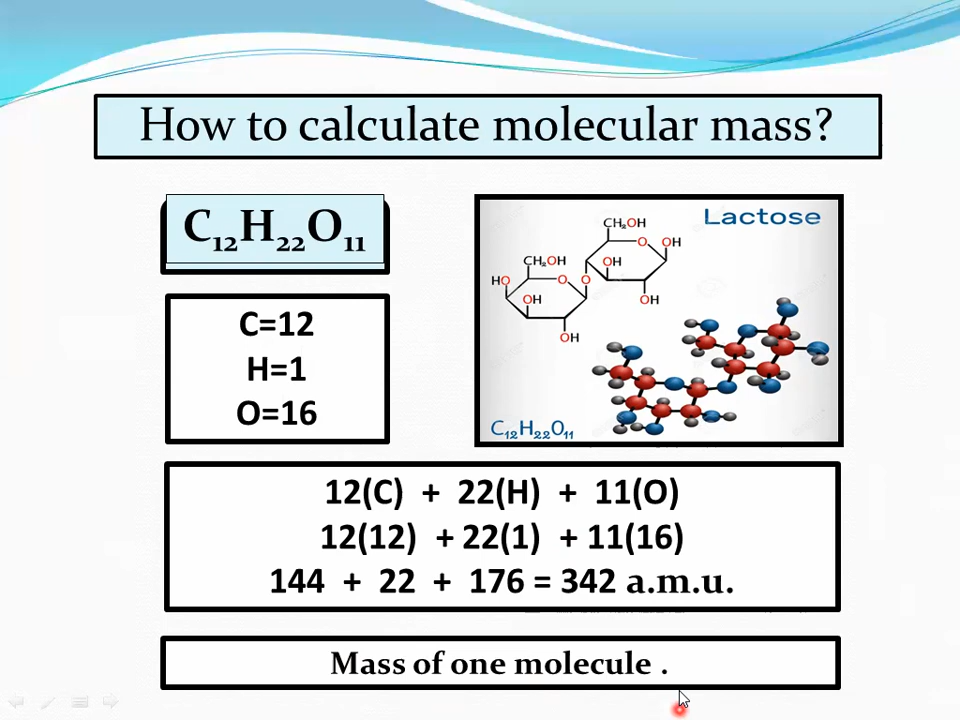 How to calculate molecular mass?
C₁₂H₂₂O₁₁
Lactose
CH₂OH
O
OH
CH₂OH
OH
HO
O
O
OH
OH
OH
C₁₂H₂₂O₁₁
C=12
H=1
O=16
12(C) + 22(H) + 11(O)
12(12) + 22(1) + 11(16)
144 + 22 + 176 = 342 a.m.u.
Mass of one molecule .